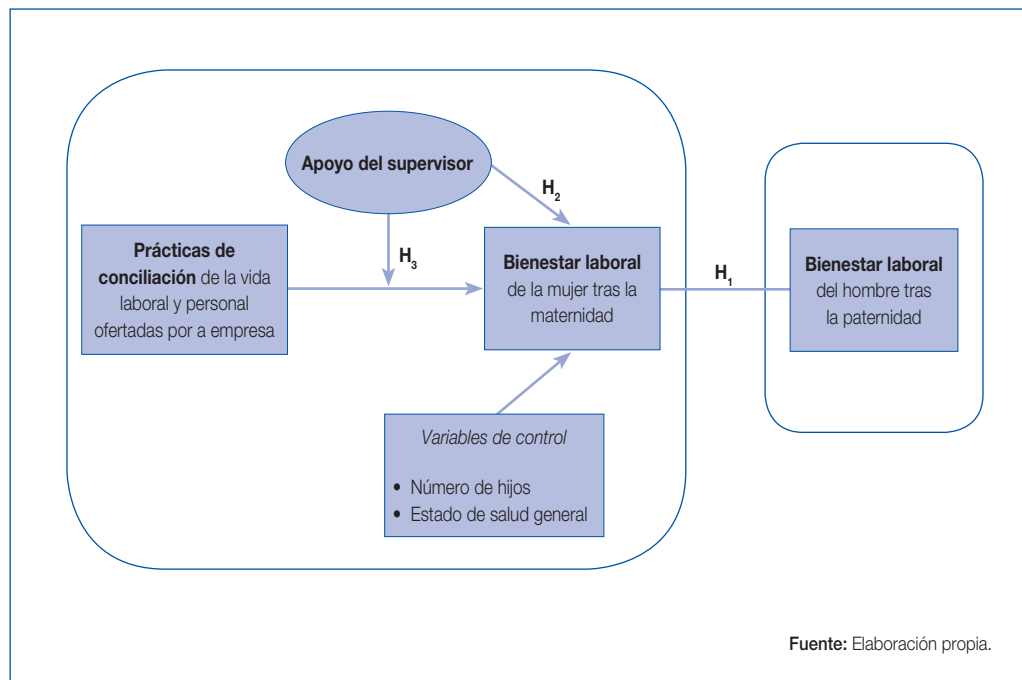 Apoyo del supervisor
H2
H3
Prácticas de
conciliación de la vida
laboral y personal
ofertadas por a empresa
Bienestar laboral
de la mujer tras la
maternidad
H1
Bienestar laboral
del hombre tras
la paternidad
Variables de control
• Número de hijos
• Estado de salud general
Fuente: Elaboración propia.